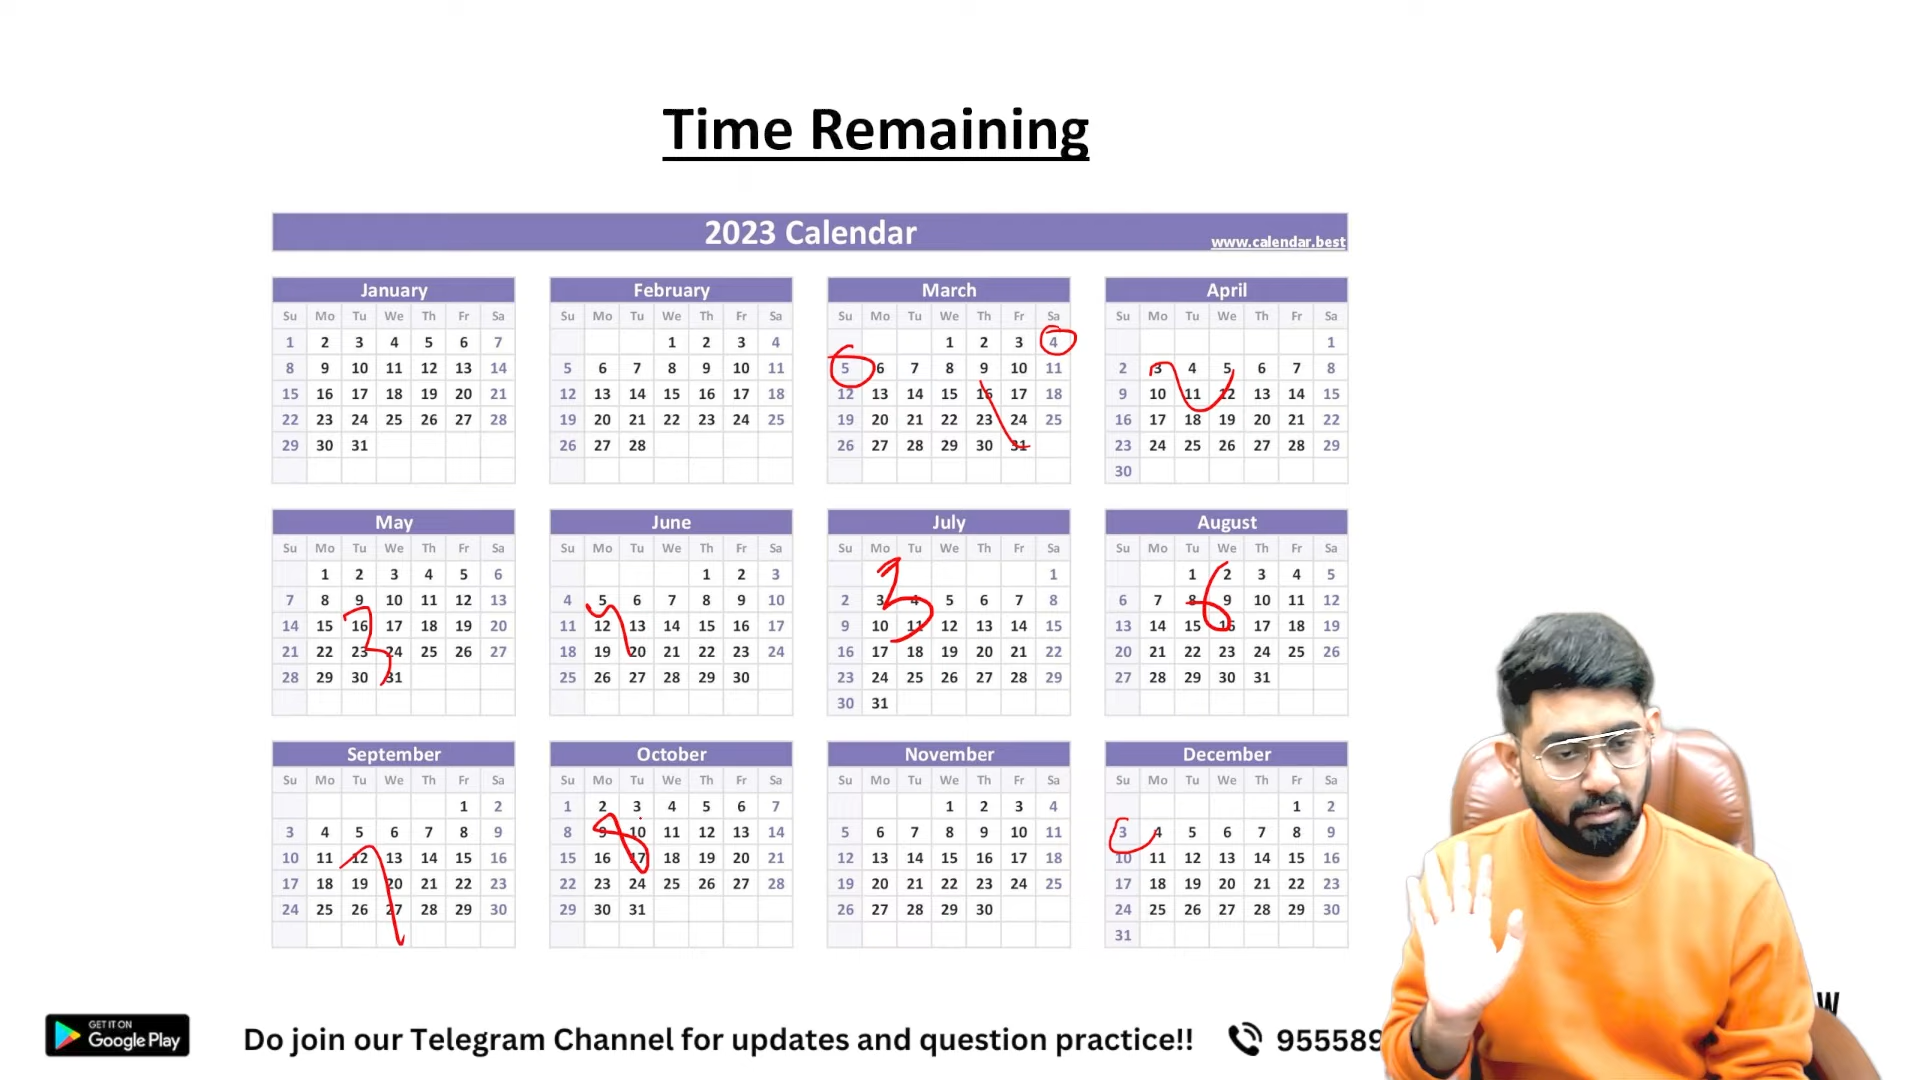 Time Remaining
2023 Calendar
www.calendar.best
January February March April
Su Mo Tu We Th Fr Sa Su Mo Tu We Th Fr Sa Su Mo Tu We Th Fr Sa Su Mo Tu We Th Fr Sa
1 2 3 4 5 6 7 1 2 3 4 1 2 3 4 1
8 9 10 11 12 13 14 5 6 7 8 9 10 11 5 6 7 8 9 10 11 2 3 4 5 6 7 8
15 16 17 18 19 20 21 12 13 14 15 16 17 18 12 13 14 15 16 17 18 9 10 11 12 13 14 15
22 23 24 25 26 27 28 19 20 21 22 23 24 25 19 20 21 22 23 24 25 16 17 18 19 20 21 22
29 30 31 26 27 28 26 27 28 29 30 31 23 24 25 26 27 28 29
30
May June July August
Su Mo Tu We Th Fr Sa Su Mo Tu We Th Fr Sa Su Mo Tu We Th Fr Sa Su Mo Tu We Th Fr Sa
1 2 3 4 5 6 1 2 3 1 1 2 3 4 5
7 8 9 10 11 12 13 4 5 6 7 8 9 10 2 3 4 5 6 7 8 6 7 8 9 10 11 12
14 15 16 17 18 19 20 11 12 13 14 15 16 17 9 10 11 12 13 14 15 13 14 15 16 17 18 19
21 22 23 24 25 26 27 18 19 20 21 22 23 24 16 17 18 19 20 21 22 20 21 22 23 24 25 26
28 29 30 31 25 26 27 28 29 30 23 24 25 26 27 28 29 27 28 29 30 31
30 31
September October November December
Su Mo Tu We Th Fr Sa Su Mo Tu We Th Fr Sa Su Mo Tu We Th Fr Sa Su Mo Tu We Th Fr Sa
1 2 1 2 3 4 5 6 7 1 2 3 4 1 2
3 4 5 6 7 8 9 8 9 10 11 12 13 14 5 6 7 8 9 10 11 3 4 5 6 7 8 9
10 11 12 13 14 15 16 15 16 17 18 19 20 21 12 13 14 15 16 17 18 10 11 12 13 14 15 16
17 18 19 20 21 22 23 22 23 24 25 26 27 28 19 20 21 22 23 24 25 17 18 19 20 21 22 23
24 25 26 27 28 29 30 29 30 31 26 27 28 29 30 24 25 26 27 28 29 30
31
GET IT ON
Google Play
Do join our Telegram Channel for updates and question practice!! 95558